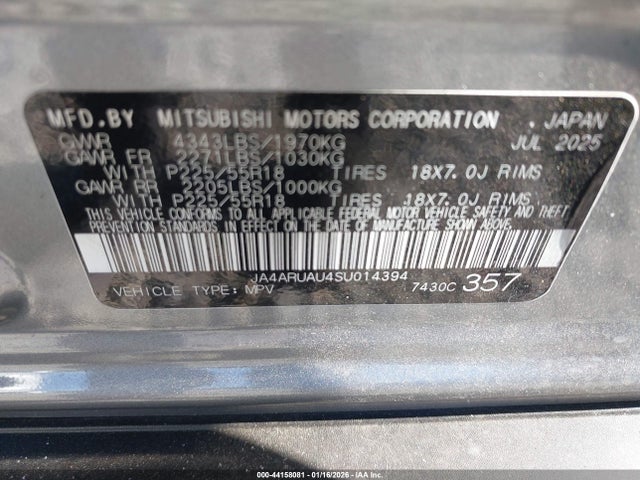 MFD.BY MITSUBISHI MOTORS CORPORATION . JAPAN
GVWR 4343LBS/1970KG JUL 2025
GAWR FR 2271LBS/1030KG
WITH P225/55R18 TIRES 18X7.0J RIMS
GAWR RR 2205LBS/1000KG
WITH P225/55R18 TIRES 18X7.0J RIMS
THIS VEHICLE CONFORMS TO ALL APPLICABLE FEDERAL MOTOR VEHICLE SAFETY AND THEFT
PREVENTION STANDARDS IN EFFECT ON THE DATE OF MANUFACTURE SHOWN ABOVE.
JA4ARUAU4SU014394
VEHICLE TYPE: MPV 7430C 357
000-44158081 - 01/16/2026 - IAAI.COM